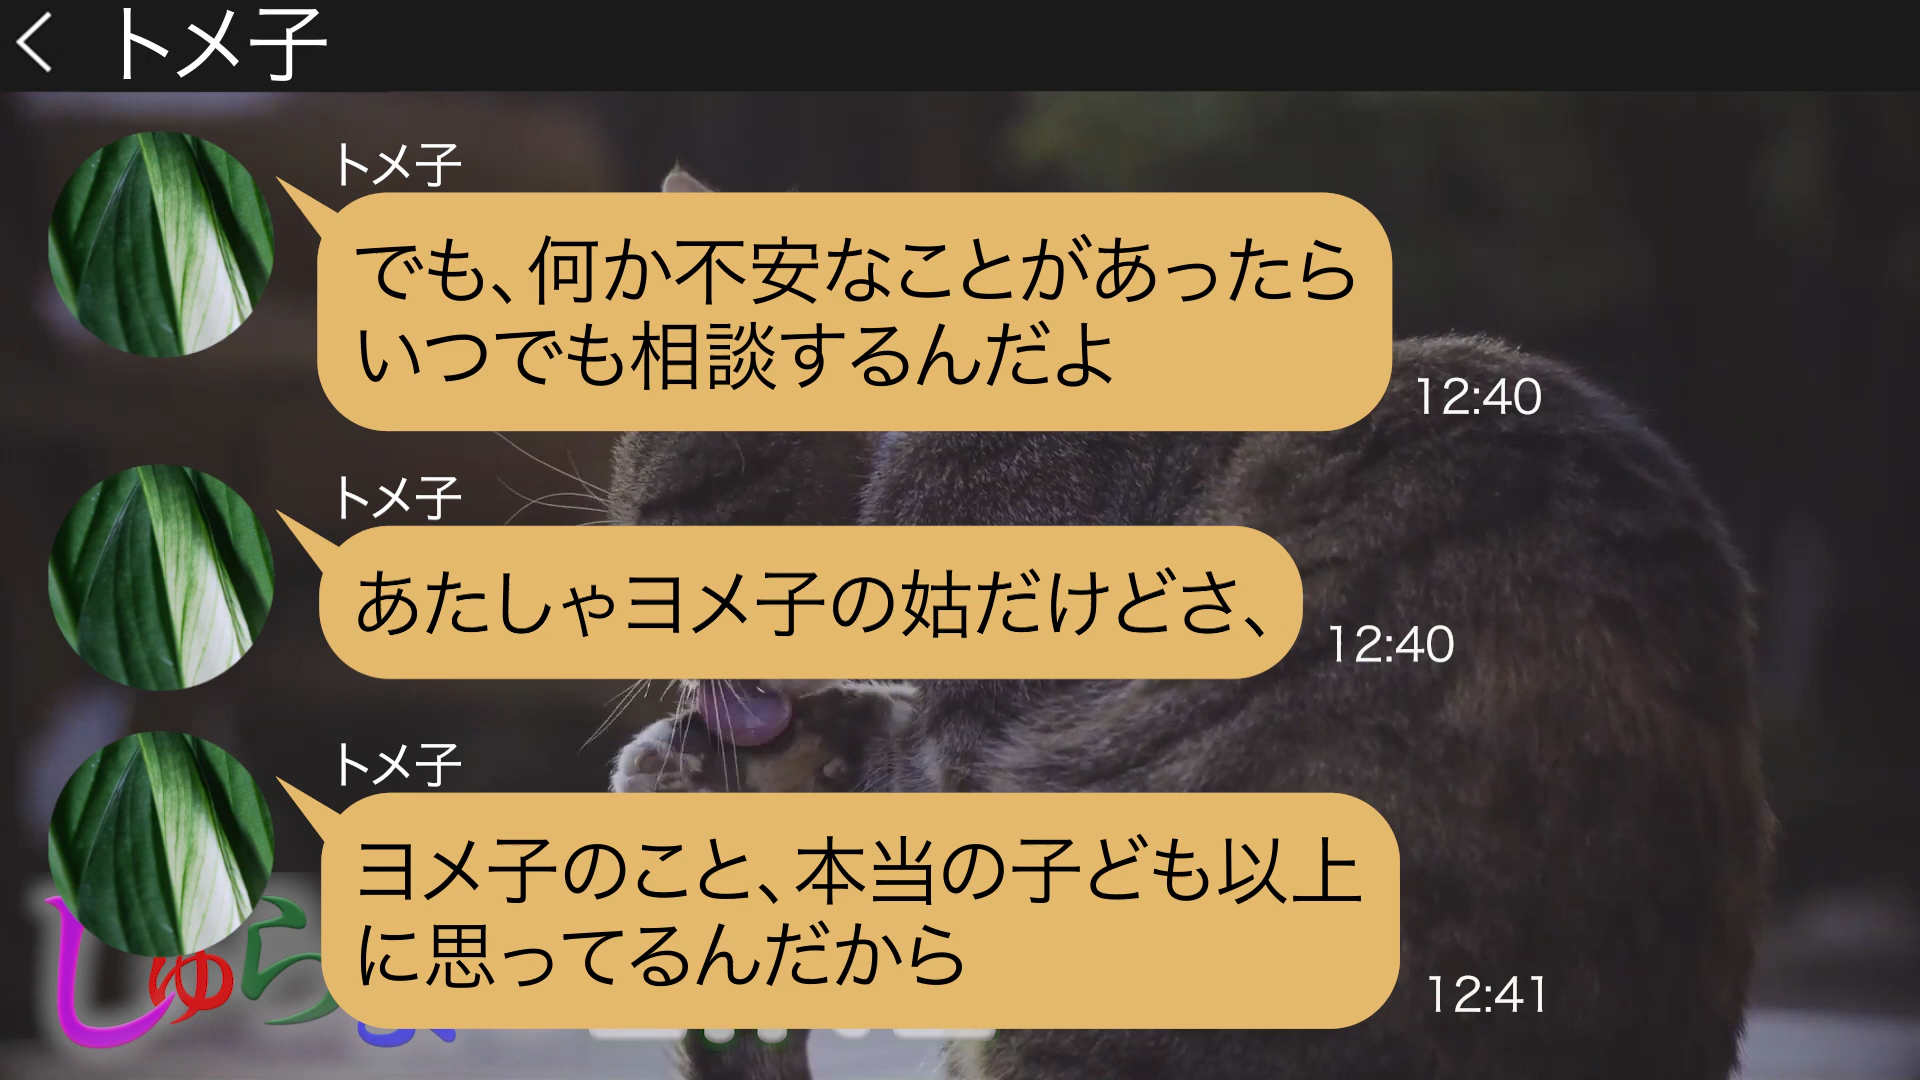 トメ子
トメ子
でも、何か不安なことがあったら
いつでも相談するんだよ
12:40
トメ子
あたしゃヨメ子の姑だけどさ、
12:40
トメ子
ヨメ子のこと、本当の子ども以上
に思ってるんだから
12:41
しゅら